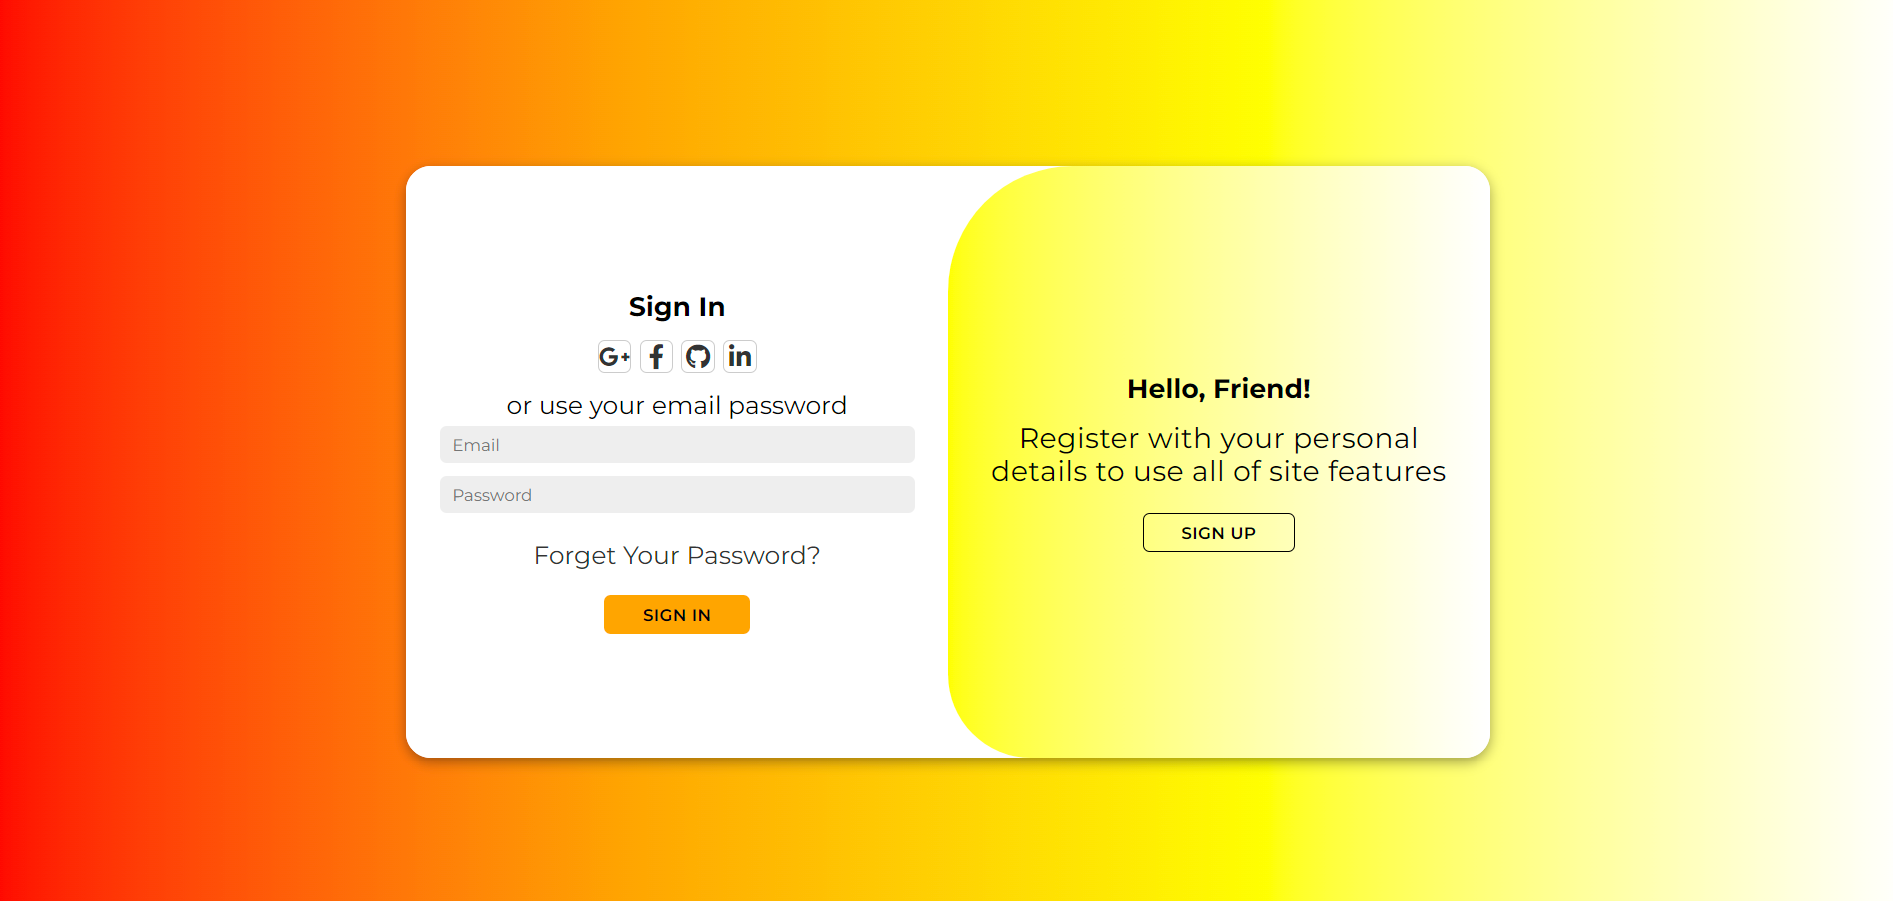 Sign In
G+ f in
or use your email password
Email
Password
Forget Your Password?
SIGN IN
Hello, Friend!
Register with your personal
details to use all of site features
SIGN UP